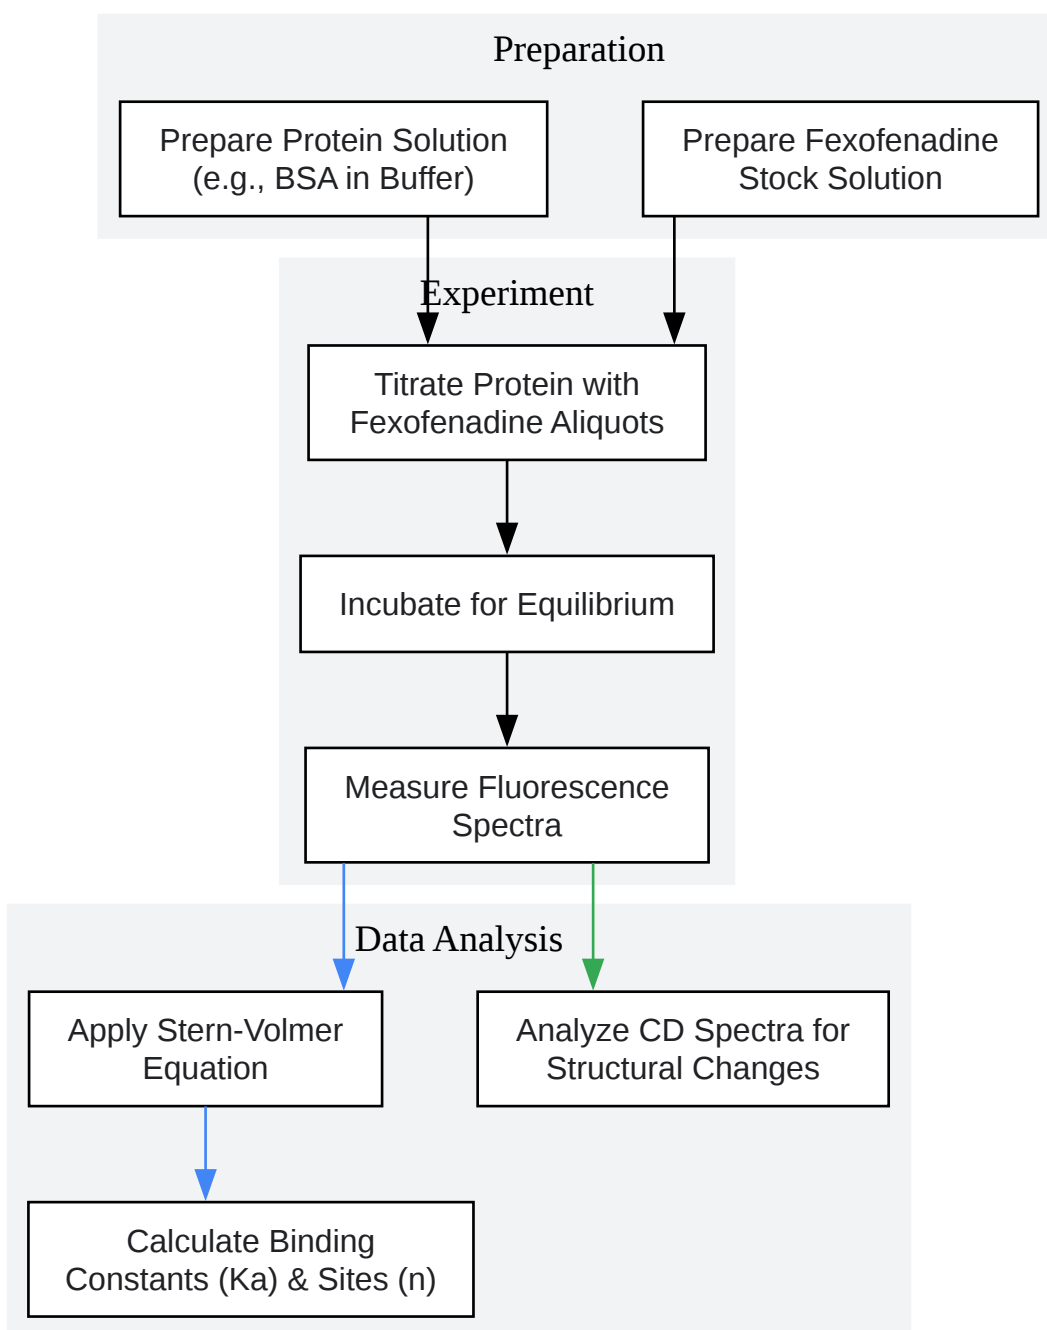 Preparation
Prepare Protein Solution
(e.g., BSA in Buffer)
Prepare Fexofenadine
Stock Solution
Experiment
Titrate Protein with
Fexofenadine Aliquots
Incubate for Equilibrium
Measure Fluorescence
Spectra
Data Analysis
Apply Stern-Volmer
Equation
Analyze CD Spectra for
Structural Changes
Calculate Binding
Constants (Ka) & Sites (n)